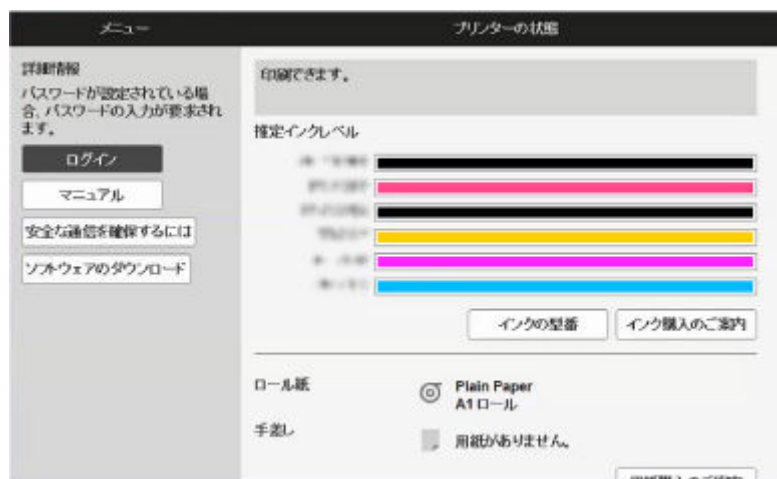 メニュー
プリンターの状態
詳細情報
パスワードが設定されている場
合、パスワードの入力が要求され
ます。
ログイン
マニュアル
安全な通信を確保するには
ソフトウェアのダウンロード
印刷できます。
推定インクレベル
インクの型番
インク購入のご案内
ロール紙
Plain Paper
A1 ロール
手差し
用紙がありません。